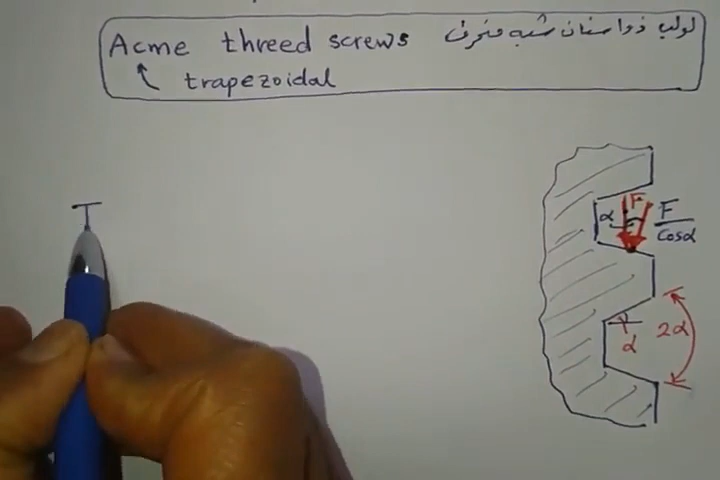 Acme threed screws لولب ذو اسنان شبه منحرف
trapezoidal
α F F
cosα
2α
α
T